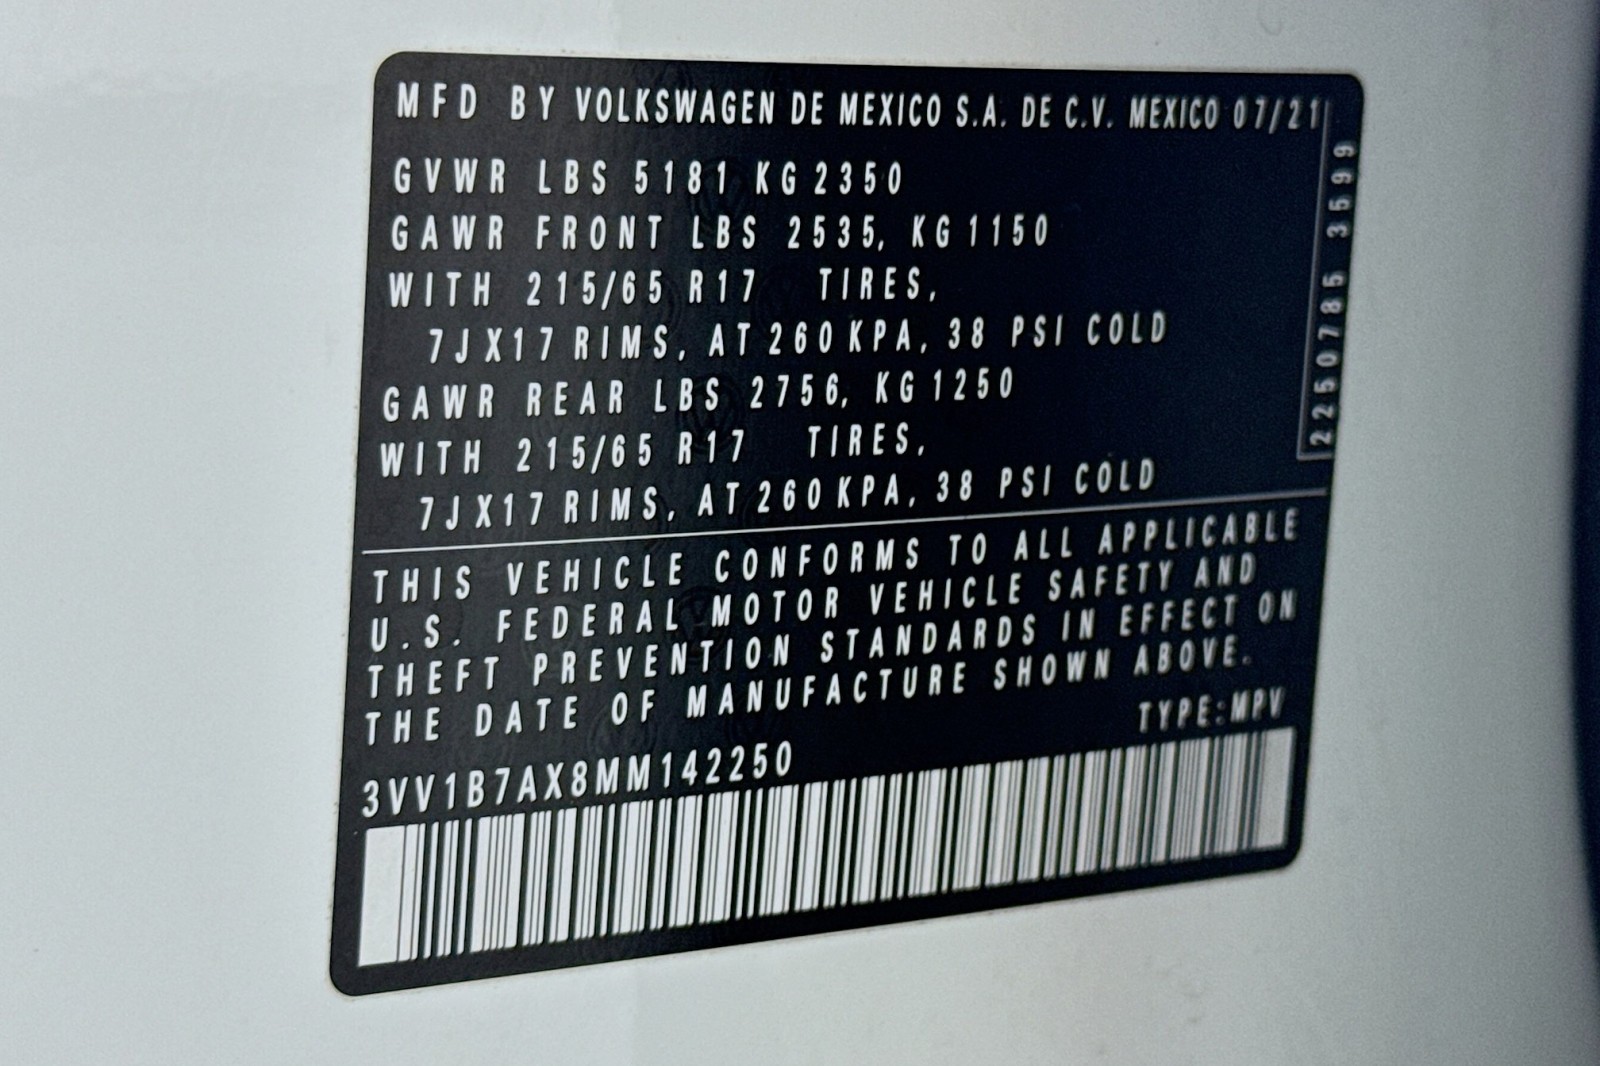 MFD BY VOLKSWAGEN DE MEXICO S.A. DE C.V. MEXICO 07/21
GVWR LBS 5181 KG 2350
GAWR FRONT LBS 2535, KG 1150
WITH 215/65 R17 TIRES,
7JX17 RIMS, AT 260 KPA, 38 PSI COLD
GAWR REAR LBS 2756, KG 1250
WITH 215/65 R17 TIRES,
7JX17 RIMS, AT 260 KPA, 38 PSI COLD
2250785 3599
THIS VEHICLE CONFORMS TO ALL APPLICABLE
U.S. FEDERAL MOTOR VEHICLE SAFETY AND
THEFT PREVENTION STANDARDS IN EFFECT ON
THE DATE OF MANUFACTURE SHOWN ABOVE.
TYPE:MPV
3VV1B7AX8MM142250